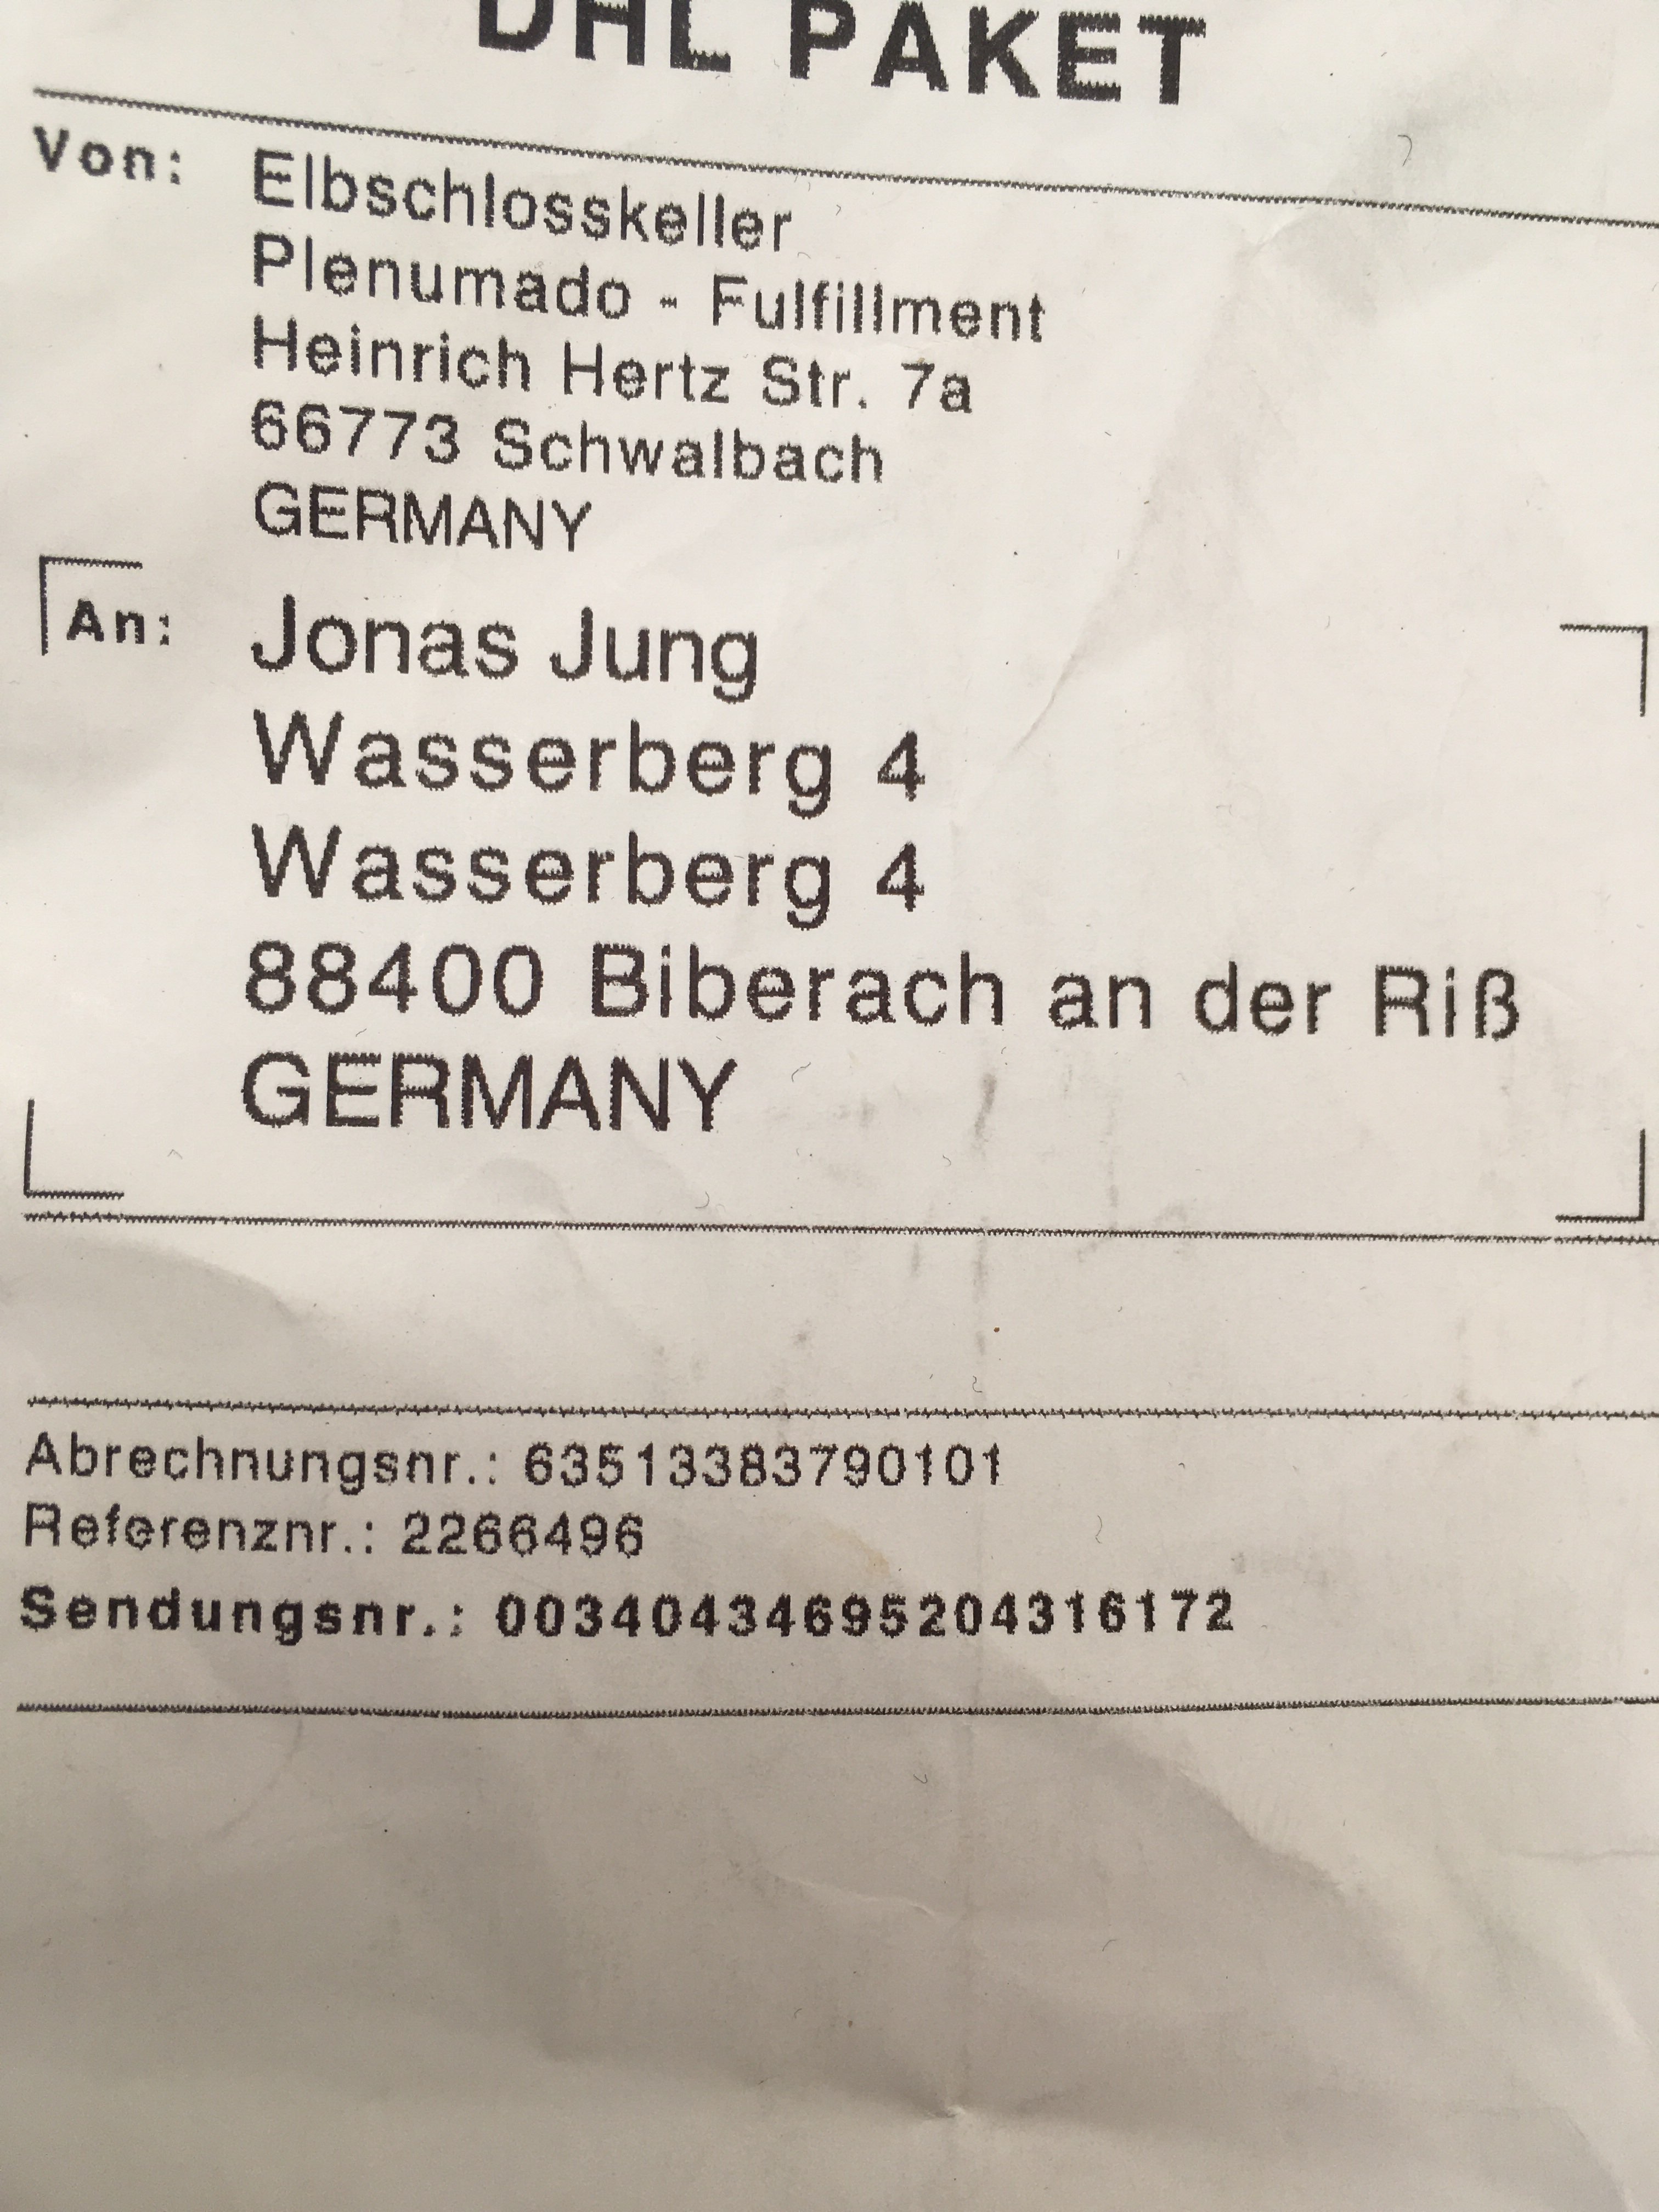 DHL PAKET
Von: Elbschlosskeller
Plenumado - Fulfillment
Heinrich Hertz Str. 7a
66773 Schwalbach
GERMANY
An: Jonas Jung
Wasserberg 4
Wasserberg 4
88400 Biberach an der Riß
GERMANY
Abrechnungsnr.: 63513383790101
Referenznr.: 2266496
Sendungsnr.: 00340434695204316172